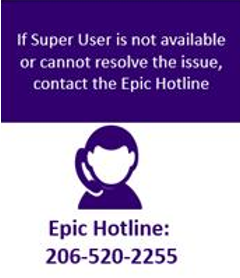 If Super User is not available
or cannot resolve the issue,
contact the Epic Hotline
Epic Hotline:
206-520-2255